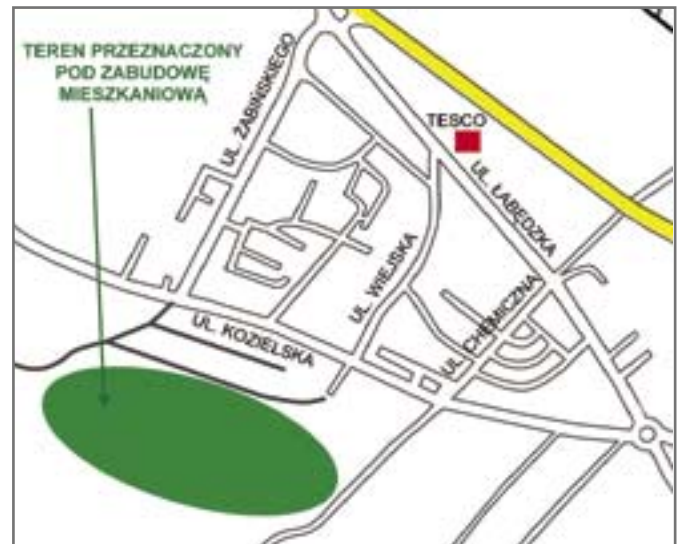 TEREN PRZEZNACZONY
POD ZABUDOWĘ
MIESZKANIOWĄ
UL. ŻABIŃSKIEGO
TESCO
UL. ŁABĘDZKA
UL. WIEJSKA
UL. CHEMICZNA
UL. KOZIELSKA